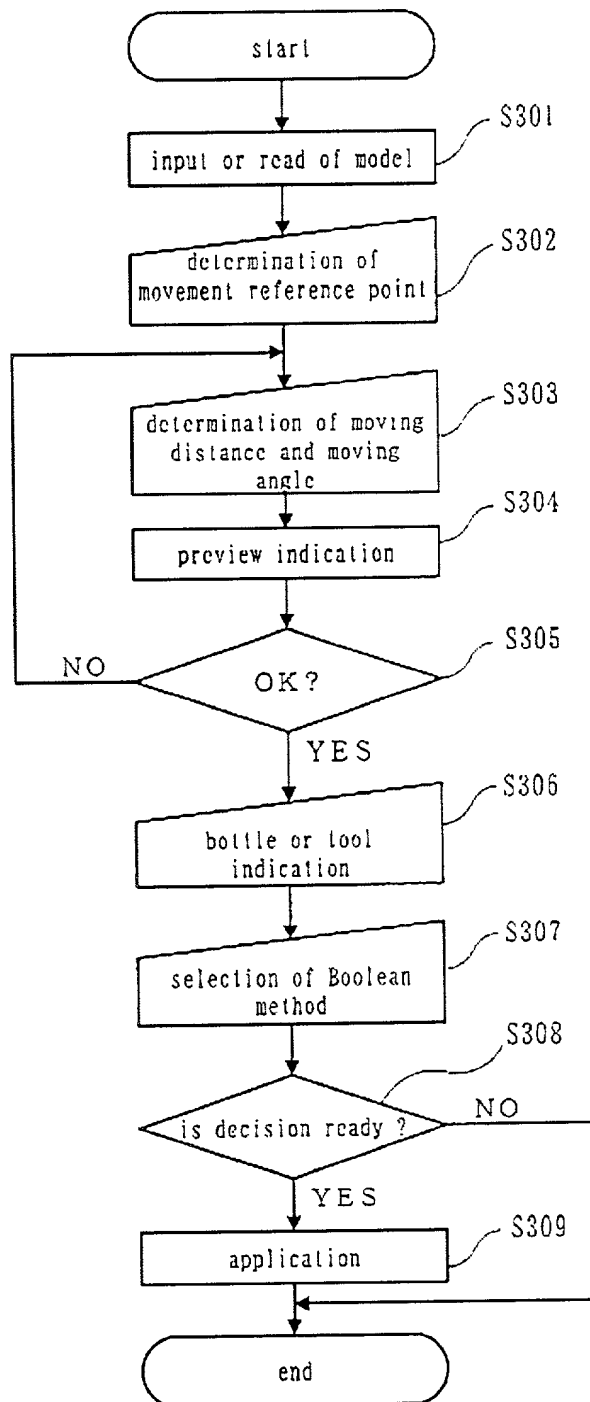 start
S301
input or read of model
S302
determination of
movement reference point
S303
determination of moving
distance and moving
angle
S304
preview indication
S305
NO
OK?
YES
S306
bottle or tool
indication
S307
selection of Boolean
method
S308
is decision ready ?
NO
YES
S309
application
end